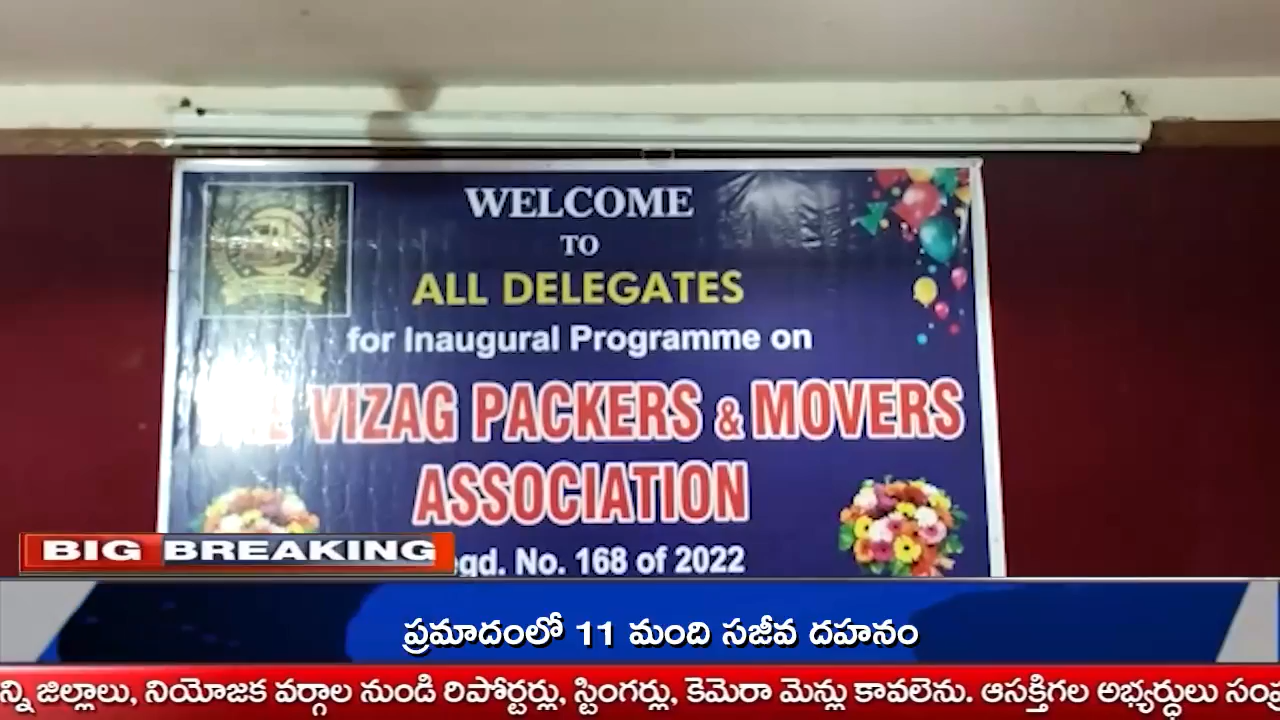 WELCOME
TO
ALL DELEGATES
for Inaugural Programme on
VIZAG PACKERS & MOVERS
ASSOCIATION
No. 168 of 2022
BIG BREAKING
ప్రమాదంలో 11 మంది సజీవ దహనం
జిల్లాలు, నియోజక వర్గాల నుండి రిపోర్టర్లు, స్టింగర్లు, కెమెరా మెన్లు కావలెను. ఆసక్తిగల అభ్యర్ధులు